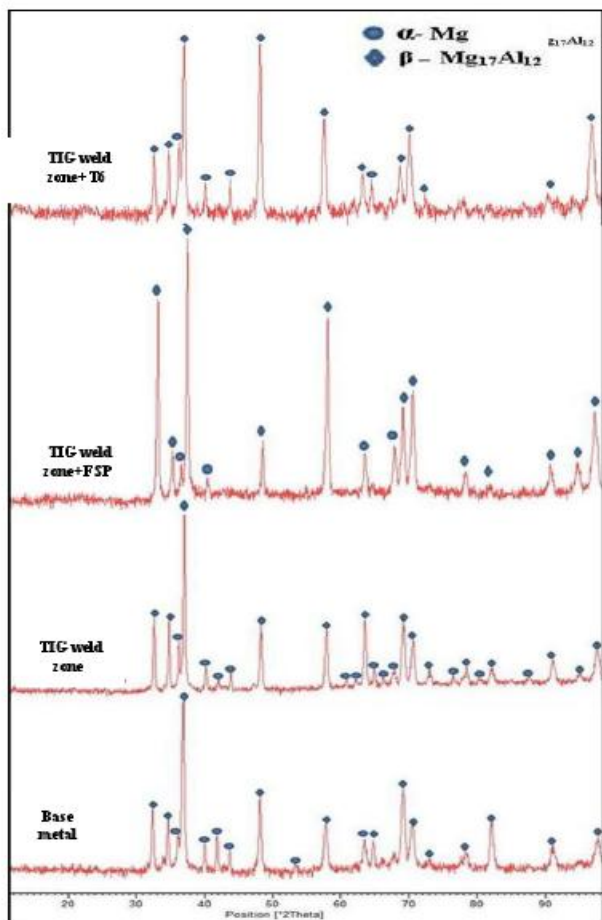 α- Mg
g17Al12
β – Mg17Al12
TIG weld
zone+T6
TIG weld
zone+FSP
TIG weld
zone
Base
metal
20 30 40 50 60 70 80 90
Position [°2Theta]